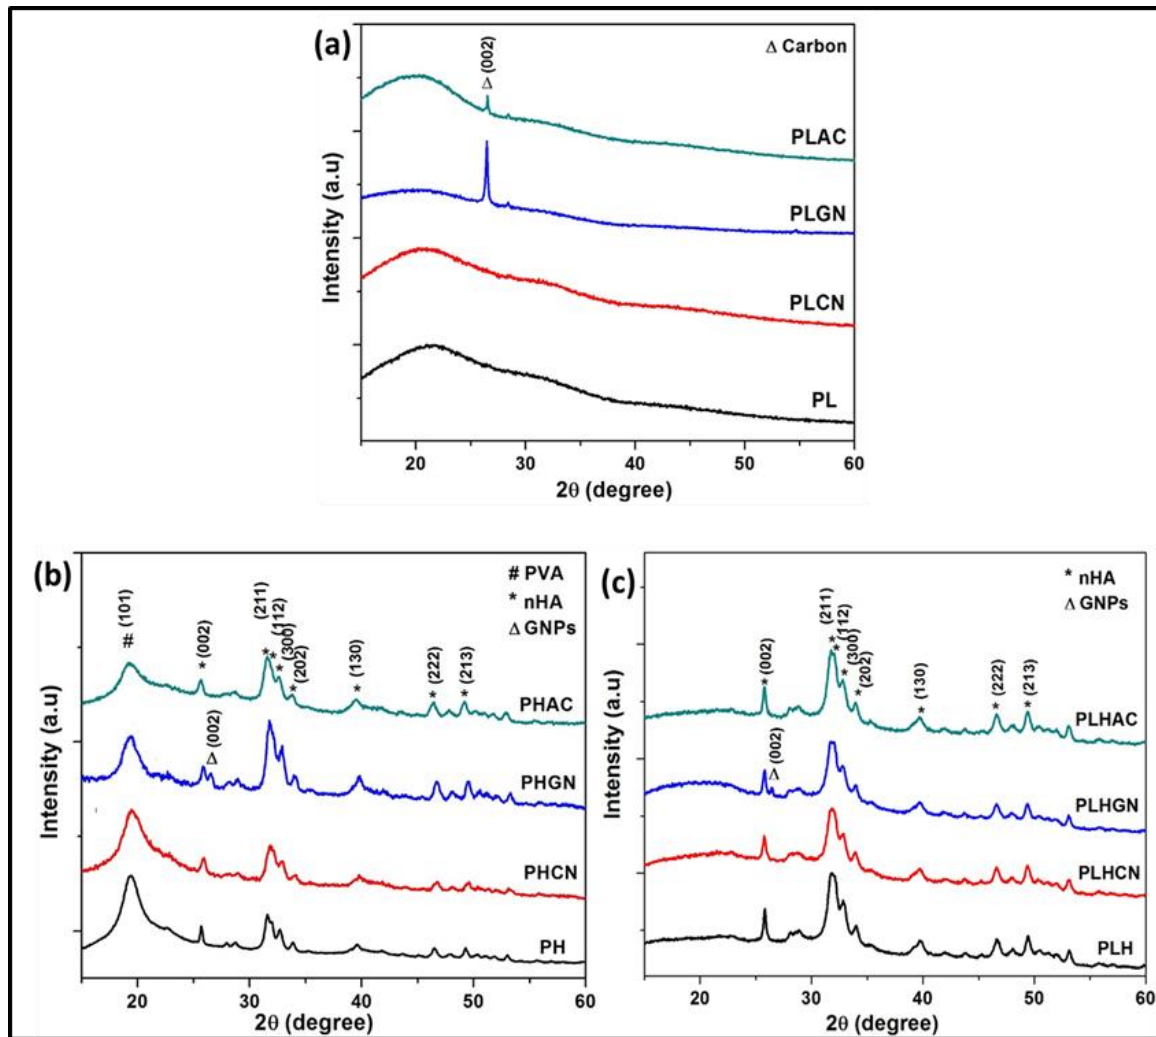 (a)
Δ Carbon
Δ (002)
PLAC
PLGN
PLCN
PL
Intensity (a.u)
20 30 40 50 60
2θ (degree)
(b)
# PVA
* nHA
Δ GNPs
# (101)
* (002)
* (211)
* (112)
* (300)
* (202)
* (130)
* (222)
* (213)
PHAC
Δ (002)
PHGN
PHCN
PH
Intensity (a.u)
20 30 40 50 60
2θ (degree)
(c)
* nHA
Δ GNPs
* (002)
* (211)
* (112)
* (300)
* (202)
* (130)
* (222)
* (213)
PLHAC
Δ (002)
PLHGN
PLHCN
PLH
Intensity (a.u)
20 30 40 50 60
2θ (degree)